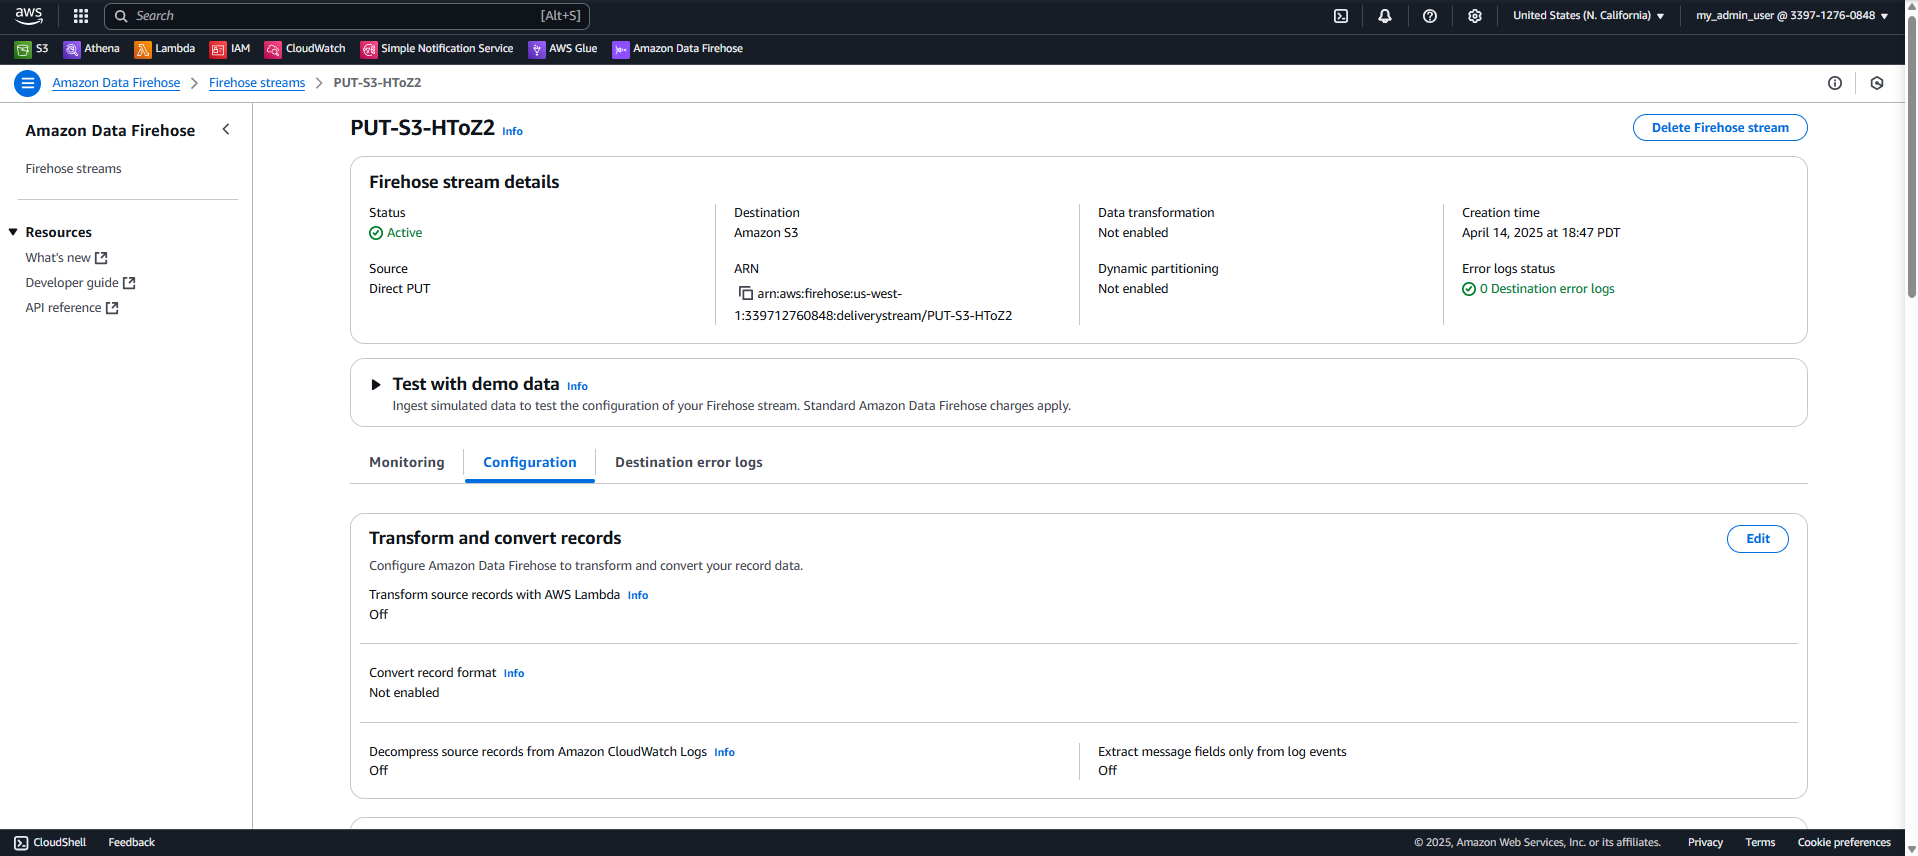 aws
Search [Alt+S]
United States (N. California)
my_admin_user @ 3397-1276-0848
S3 Athena Lambda IAM CloudWatch Simple Notification Service AWS Glue Amazon Data Firehose
Amazon Data Firehose > Firehose streams > PUT-S3-HToZ2
Amazon Data Firehose
Firehose streams
Resources
What's new
Developer guide
API reference
PUT-S3-HToZ2 Info
Delete Firehose stream
Firehose stream details
Status
Active
Source
Direct PUT
Destination
Amazon S3
ARN
arn:aws:firehose:us-west-
1:339712760848:deliverystream/PUT-S3-HToZ2
Data transformation
Not enabled
Dynamic partitioning
Not enabled
Creation time
April 14, 2025 at 18:47 PDT
Error logs status
0 Destination error logs
Test with demo data Info
Ingest simulated data to test the configuration of your Firehose stream. Standard Amazon Data Firehose charges apply.
Monitoring Configuration Destination error logs
Transform and convert records
Edit
Configure Amazon Data Firehose to transform and convert your record data.
Transform source records with AWS Lambda Info
Off
Convert record format Info
Not enabled
Decompress source records from Amazon CloudWatch Logs Info
Off
Extract message fields only from log events
Off
CloudShell Feedback
© 2025, Amazon Web Services, Inc. or its affiliates. Privacy Terms Cookie preferences